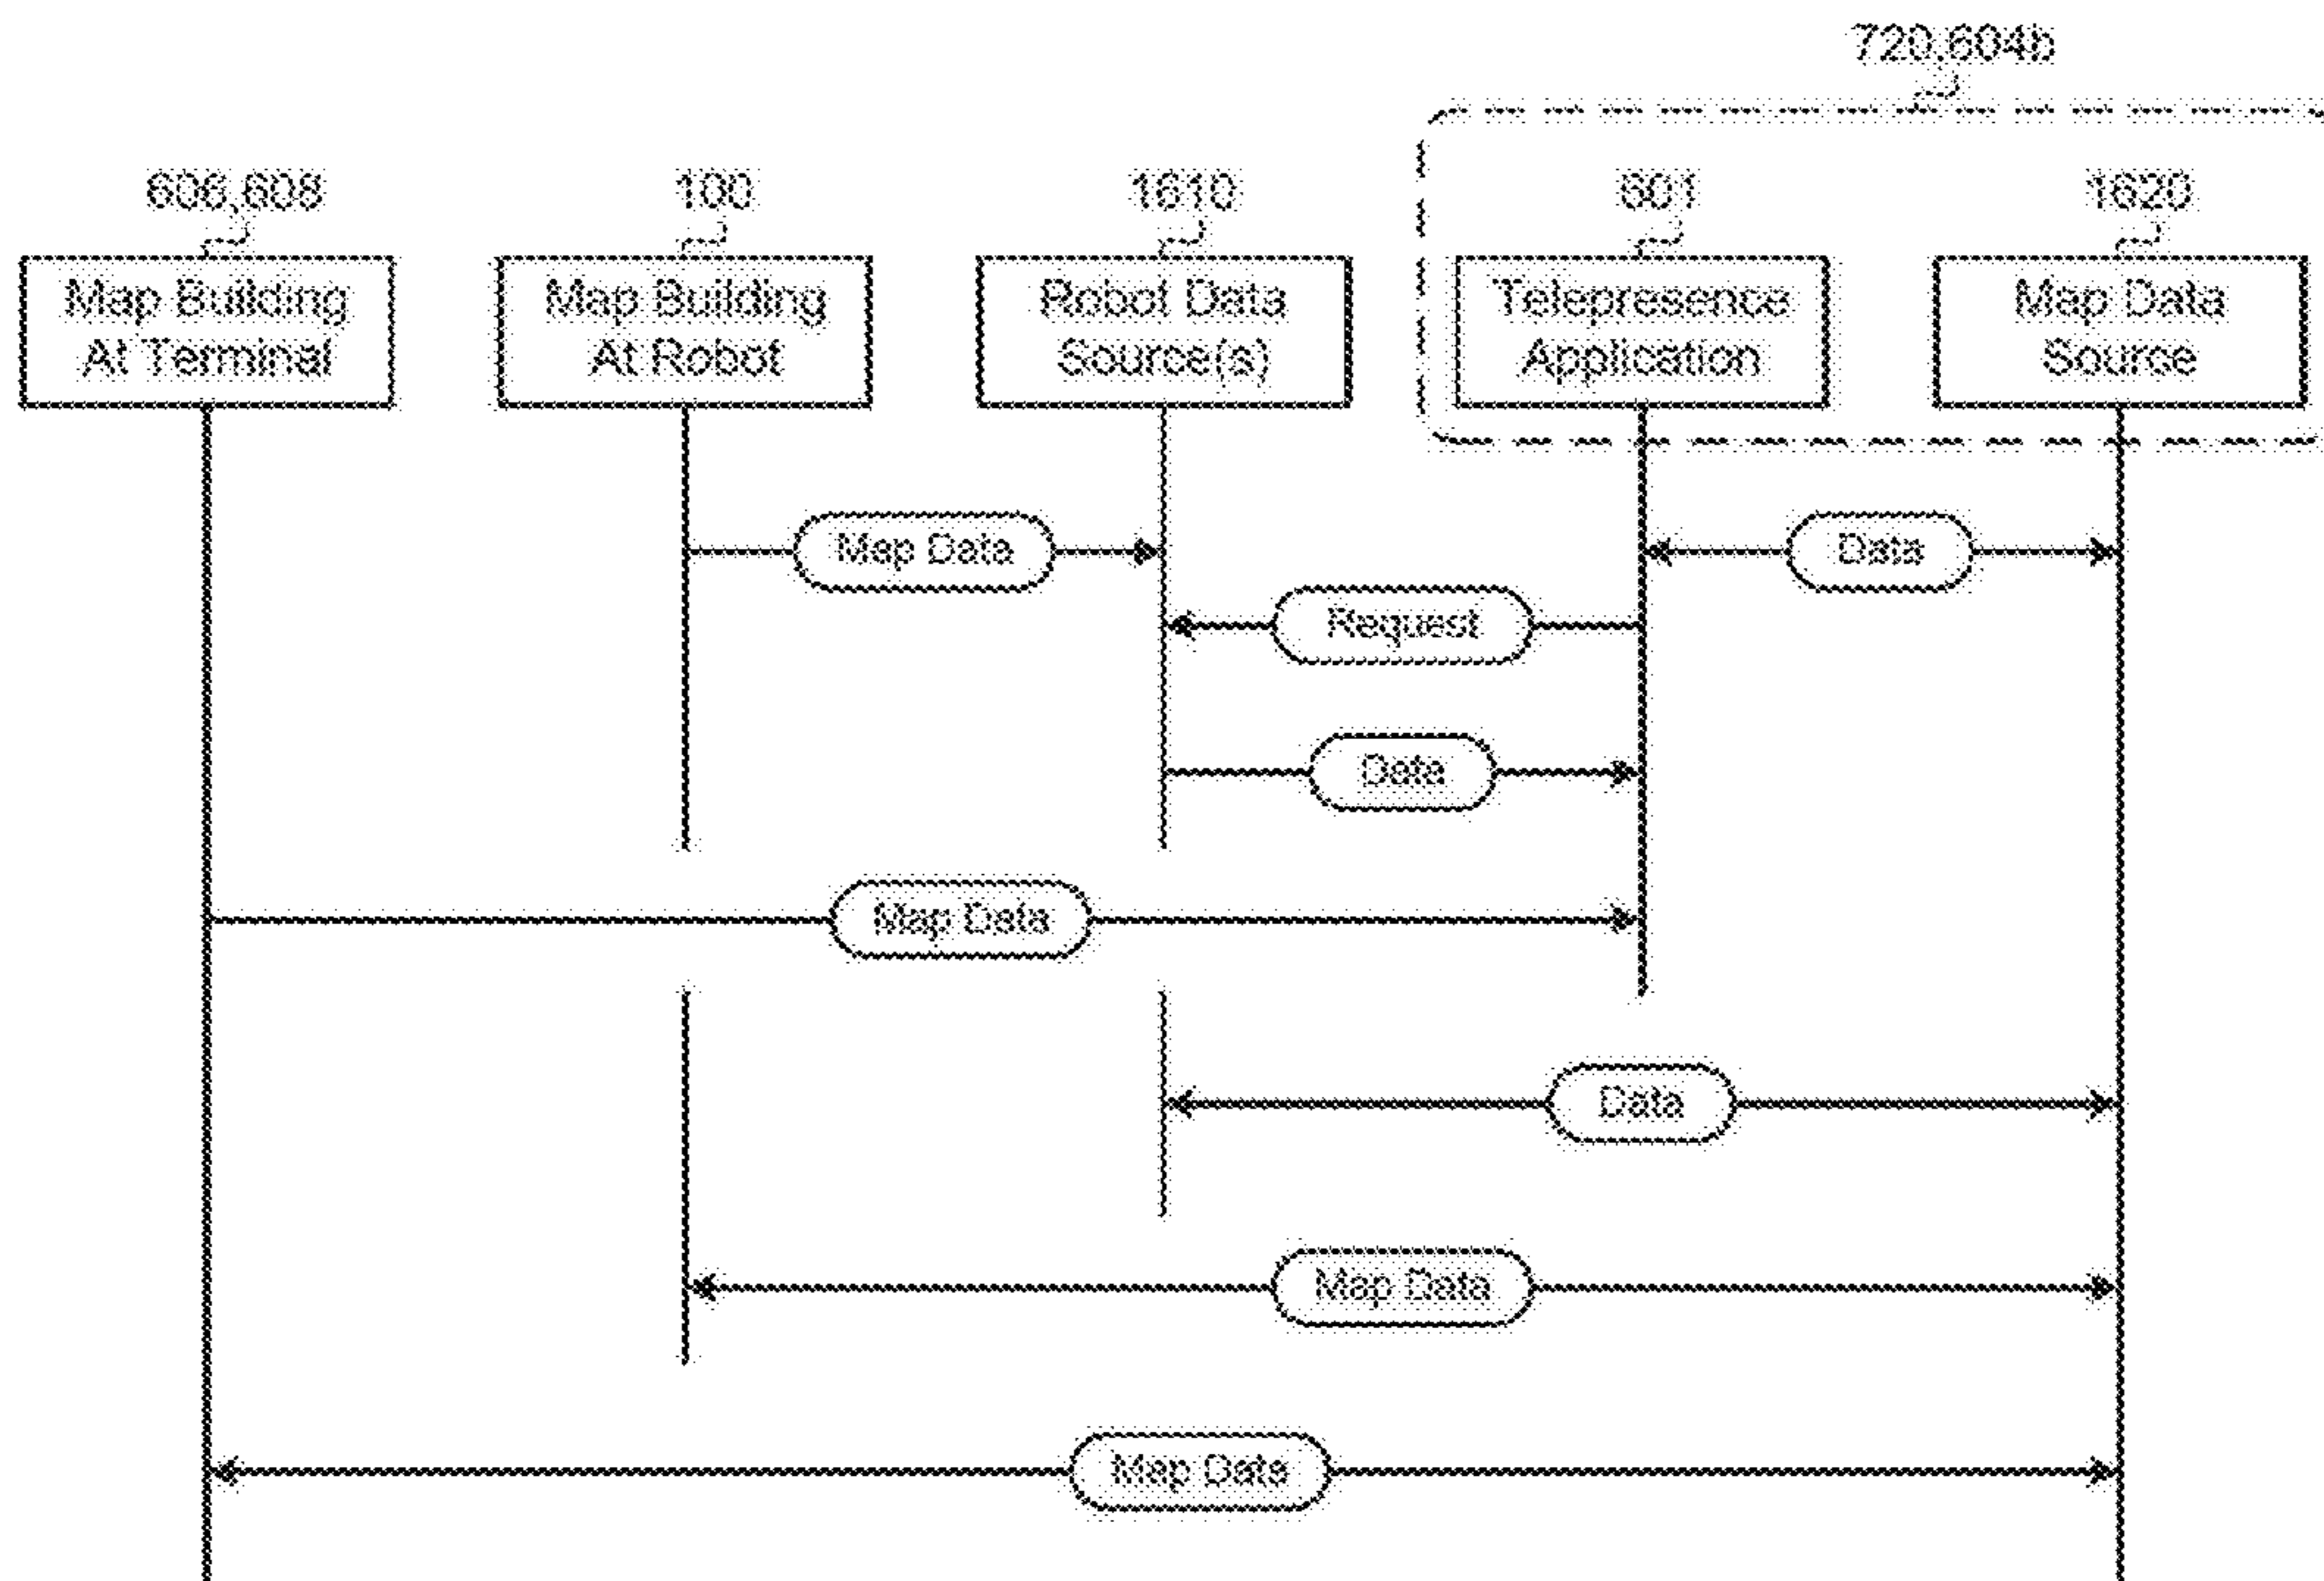 720,604b
606,608
100
1610
601
1620
Map Building
At Terminal
Map Building
At Robot
Robot Data
Source(s)
Telepresence
Application
Map Data
Source
Map Data
Data
Request
Data
Map Data
Data
Map Data
Map Data